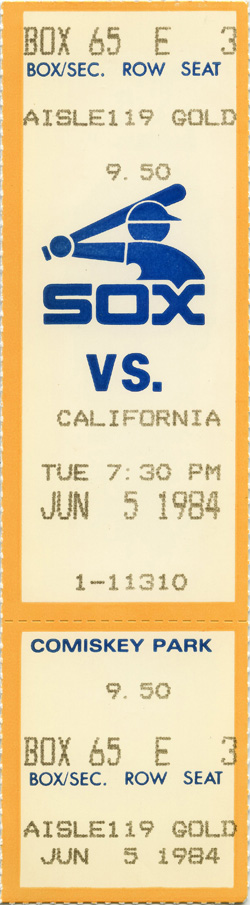 BOX 65 E 3
BOX/SEC. ROW SEAT
AISLE119 GOLD
9.50
SOX
VS.
CALIFORNIA
TUE 7:30 PM
JUN 5 1984
1-11310
COMISKEY PARK
9.50
BOX 65 E 3
BOX/SEC. ROW SEAT
AISLE119 GOLD
JUN 5 1984